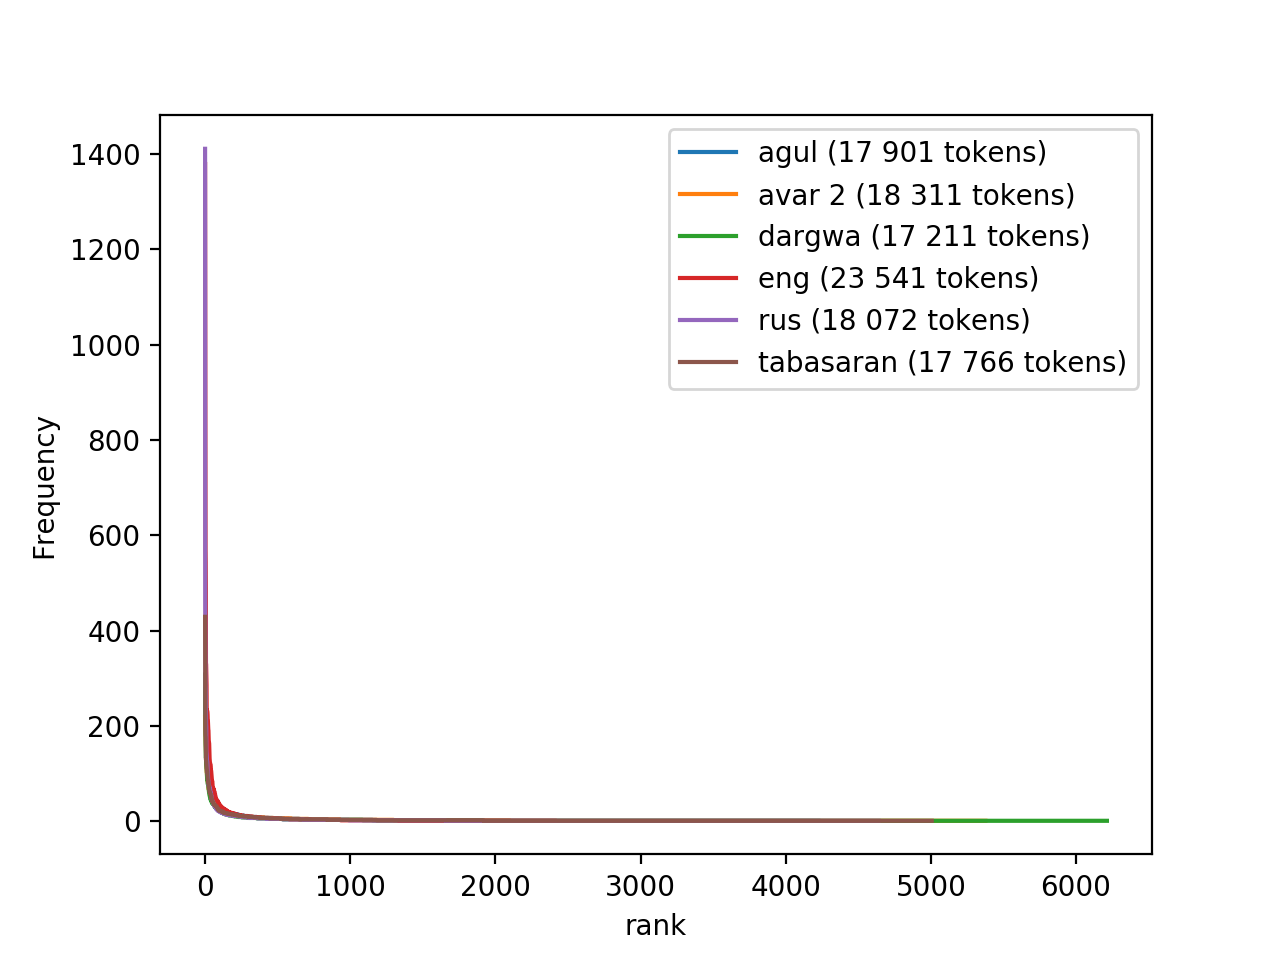 1400
1200
1000
800
600
400
200
0
Frequency
agul (17 901 tokens)
avar 2 (18 311 tokens)
dargwa (17 211 tokens)
eng (23 541 tokens)
rus (18 072 tokens)
tabasaran (17 766 tokens)
0 1000 2000 3000 4000 5000 6000
rank